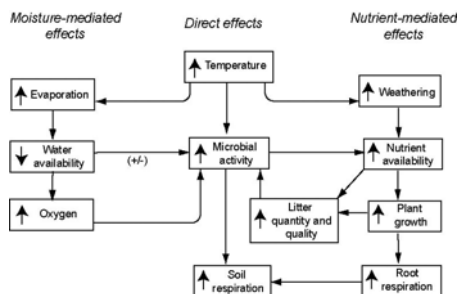 Moisture-mediated
effects
Direct effects
Nutrient-mediated
effects
Temperature
Evaporation
Weathering
Water
availability
(+/-)
Microbial
activity
Nutrient
availability
Oxygen
Litter
quantity and
quality
Plant
growth
Soil
respiration
Root
respiration